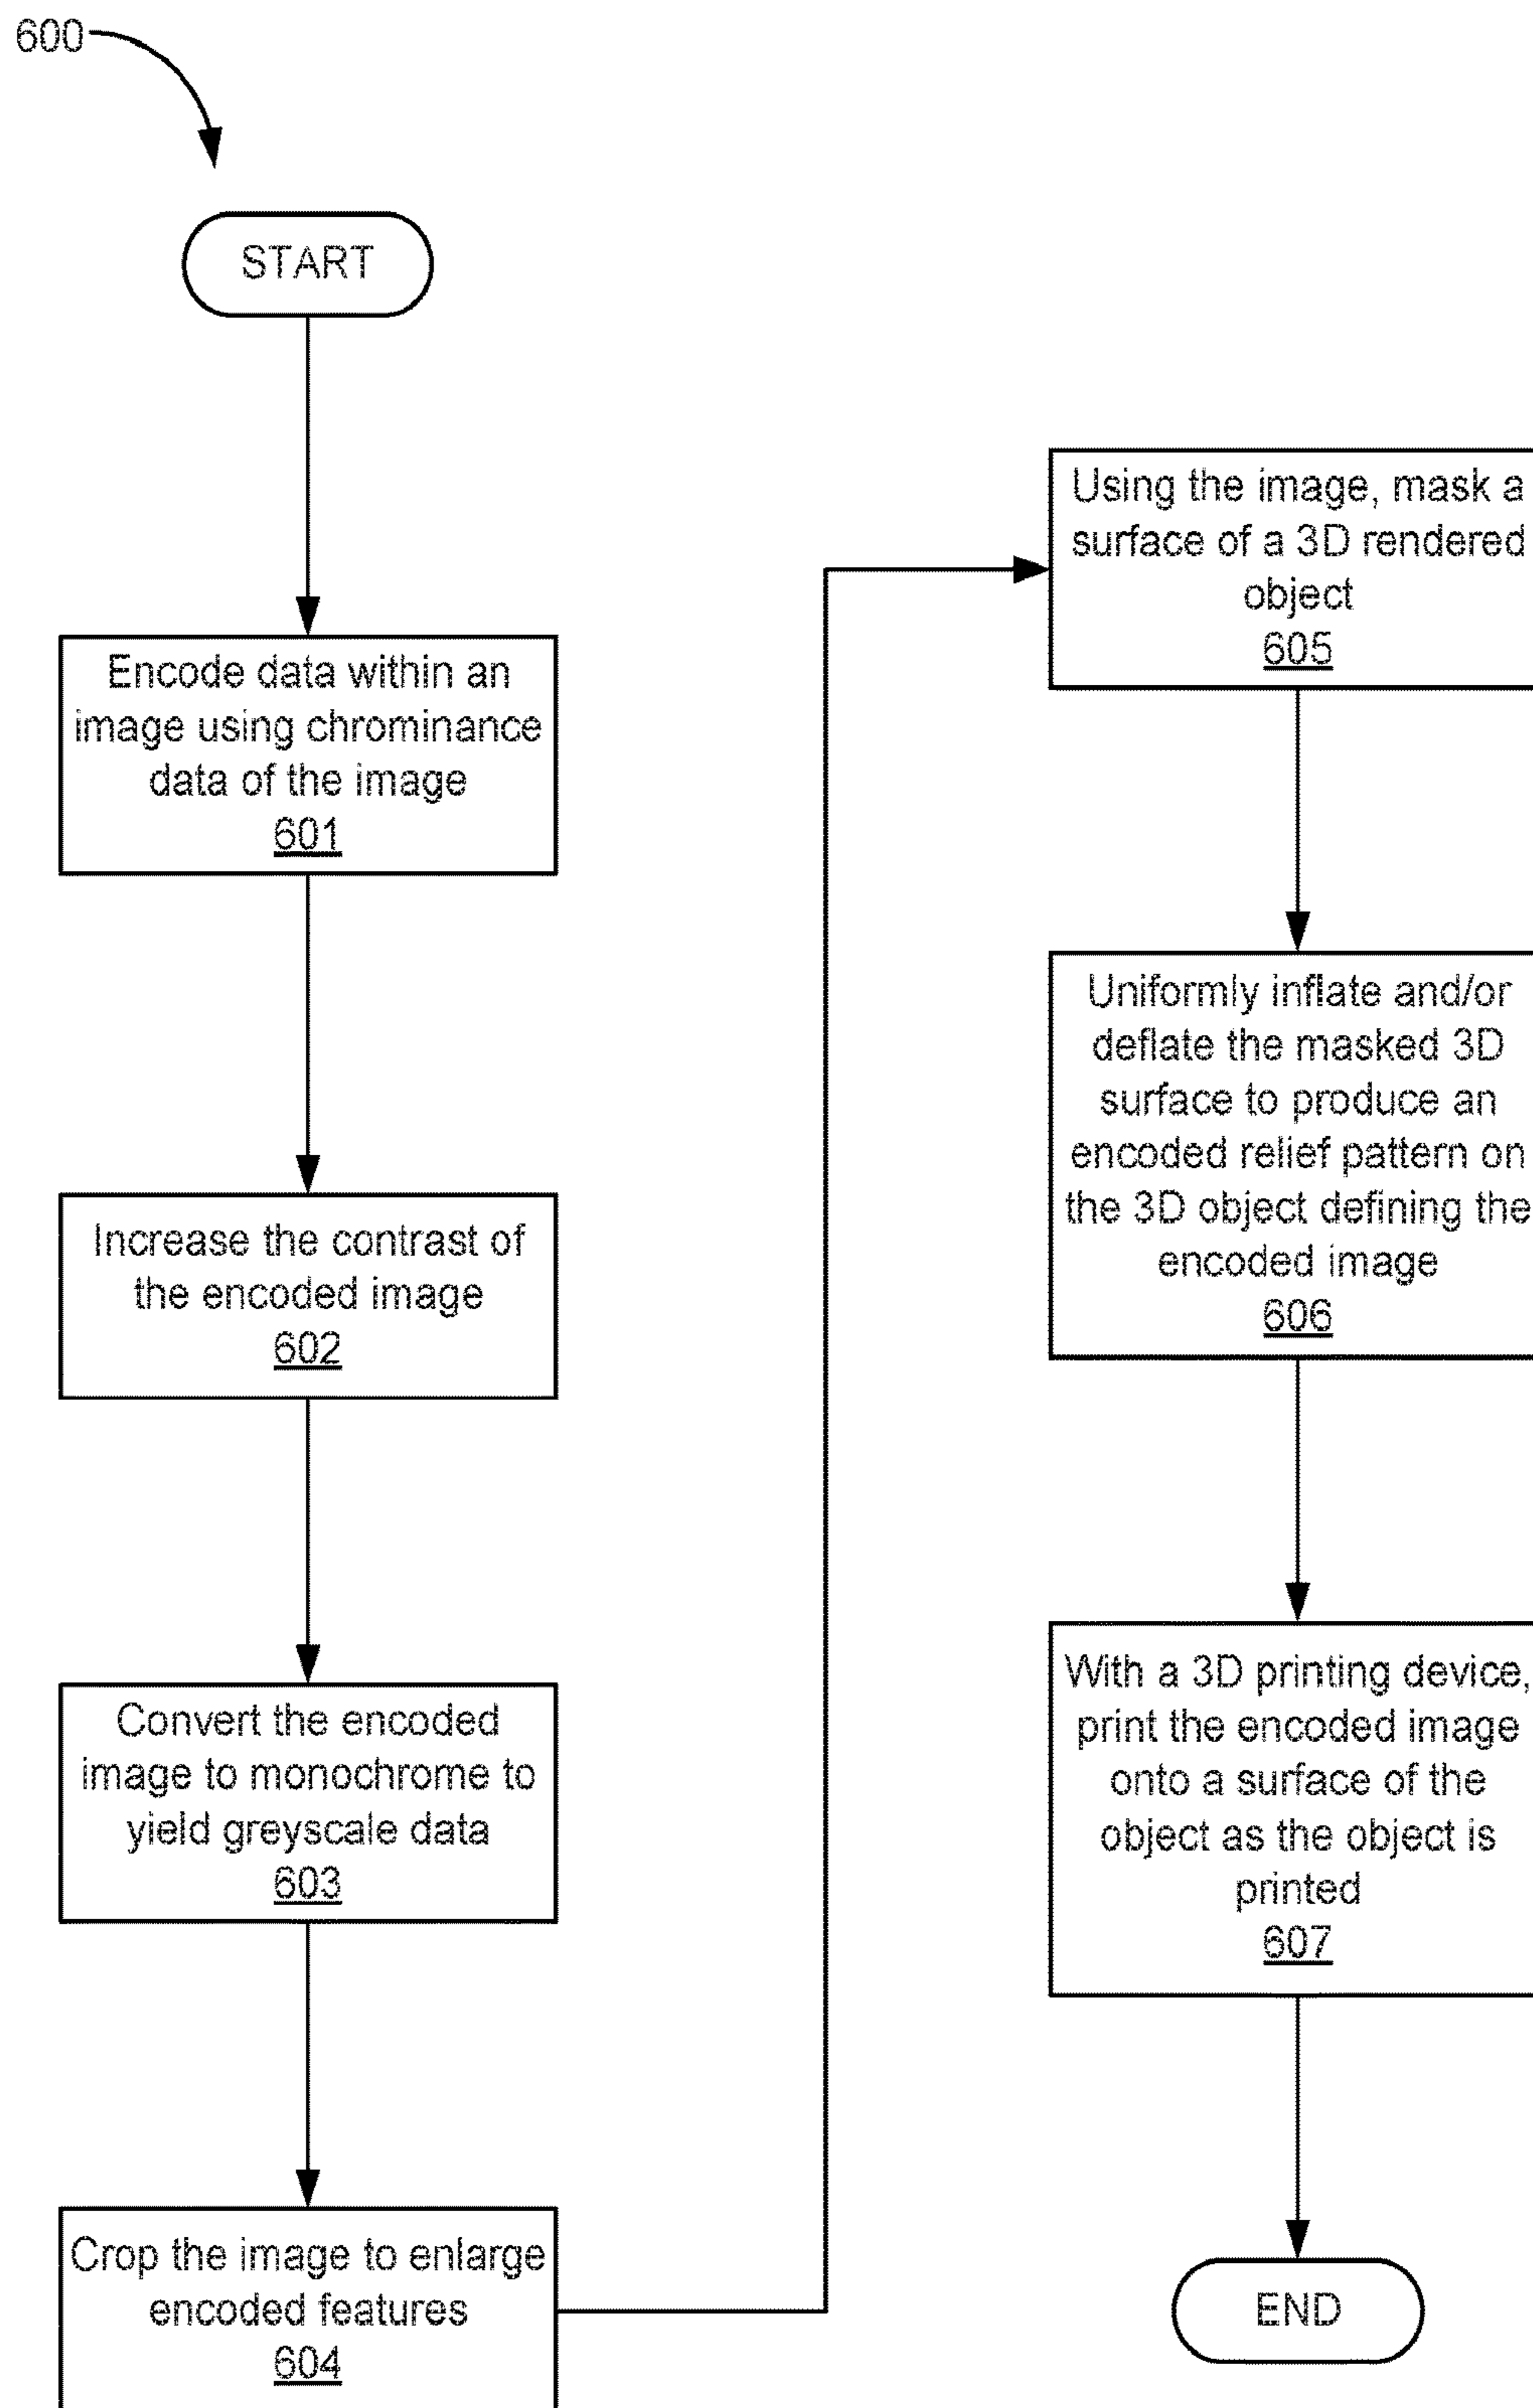 600
START
Encode data within an
image using chrominance
data of the image
601
Increase the contrast of
the encoded image
602
Convert the encoded
image to monochrome to
yield greyscale data
603
Crop the image to enlarge
encoded features
604
Using the image, mask a
surface of a 3D rendered
object
605
Uniformly inflate and/or
deflate the masked 3D
surface to produce an
encoded relief pattern on
the 3D object defining the
encoded image
606
With a 3D printing device,
print the encoded image
onto a surface of the
object as the object is
printed
607
END